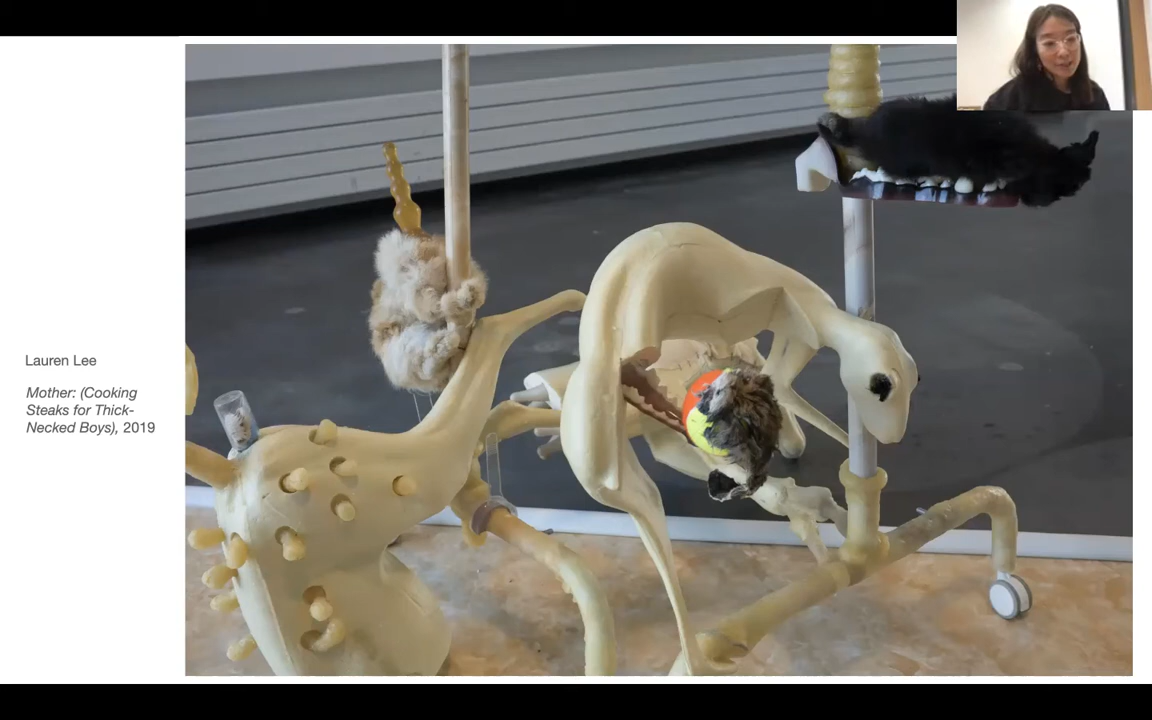 Lauren Lee
Mother: (Cooking
Steaks for Thick-
Necked Boys), 2019